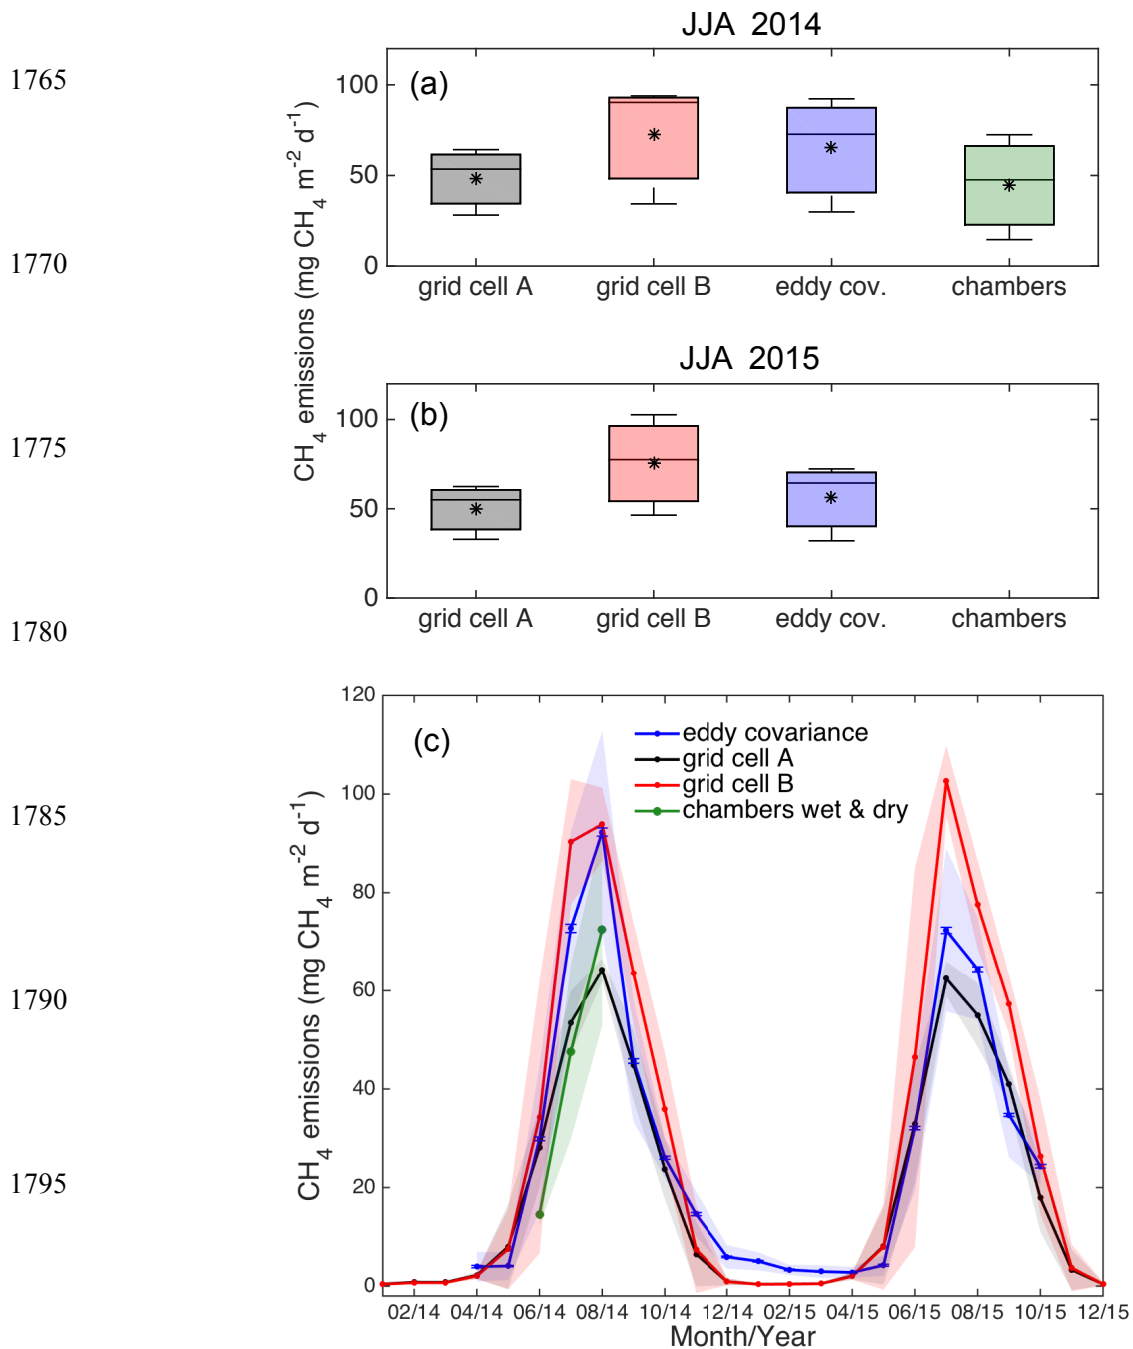 JJA 2014
1765
(a)
100
50
0
1770
grid cell A grid cell B eddy cov. chambers
CH4 emissions (mg CH4 m-2 d-1)
JJA 2015
(b)
100
50
0
1775
grid cell A grid cell B eddy cov. chambers
1780
120
(c)
eddy covariance
grid cell A
grid cell B
chambers wet & dry
100
1785
80
60
1790
40
20
1795
0
CH4 emissions (mg CH4 m-2 d-1)
02/14 04/14 06/14 08/14 10/14 12/14 02/15 04/15 06/15 08/15 10/15 12/15
Month/Year